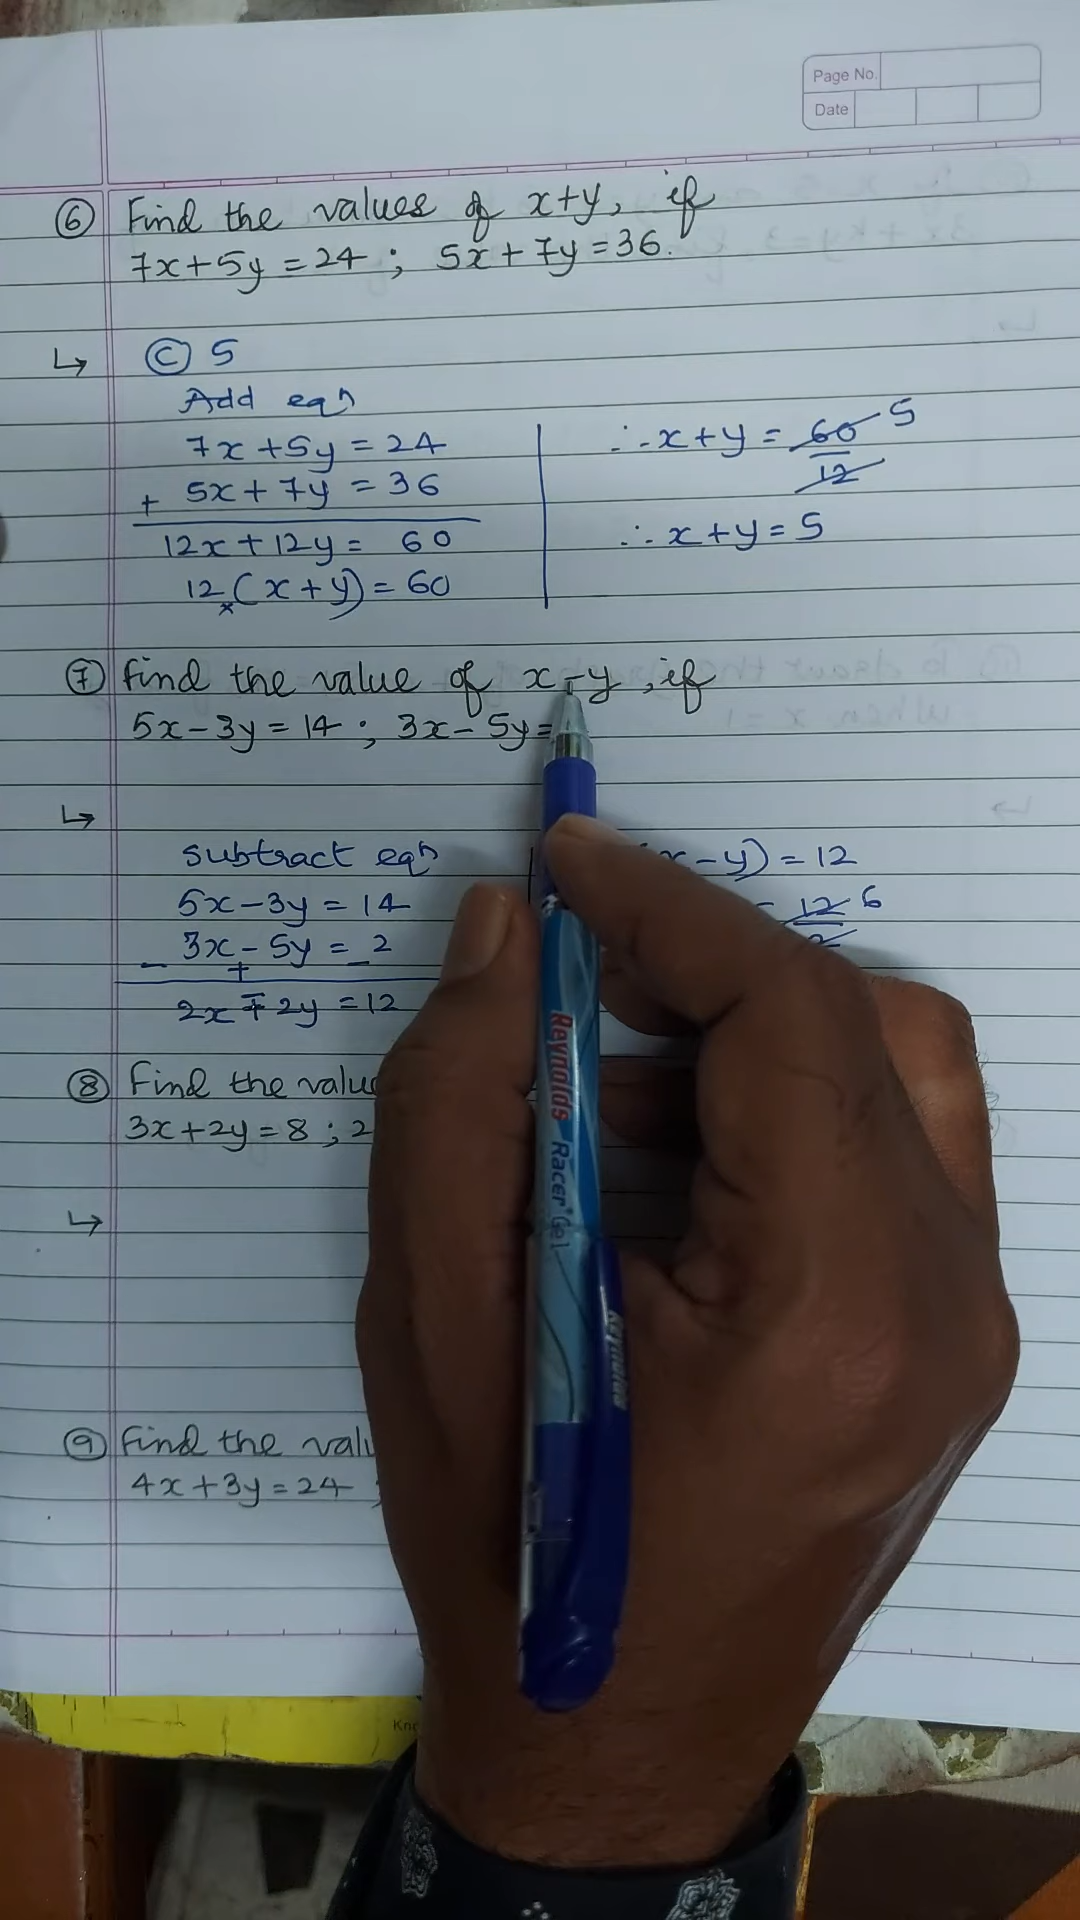 Page No.
Date
⑥ Find the values of x+y, if
7x+5y=24 ; 5x+7y=36.
↳ Ⓒ 5
Add eqⁿ
7x+5y=24
+ 5x+7y=36
12x+12y= 60
12×(x+y)=60
∴ x+y = 60/12 5
∴ x+y=5
⑦ find the value of x-y, if
5x-3y=14 ; 3x-5y=
↳
subtract eqⁿ
5x-3y=14
- 3x - 5y = 2
+ -
2x + 2y = 12
x-y) = 12
= 12/2 6
⑧ Find the valu
3x+2y=8 ; 2
↳
⑨ find the valu
4x+3y=24 ;
Reynolds Racer Gel
Reynolds
Kno